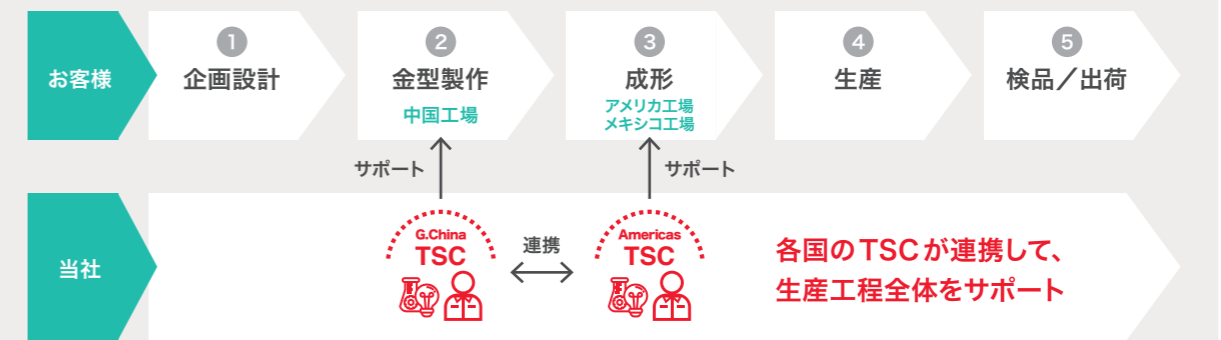 お客様
1
企画設計
2
金型製作
中国工場
3
成形
アメリカ工場
メキシコ工場
4
生産
5
検品／出荷
サポート
サポート
当社
G.China
TSC
連携
Americas
TSC
各国のTSCが連携して、
生産工程全体をサポート